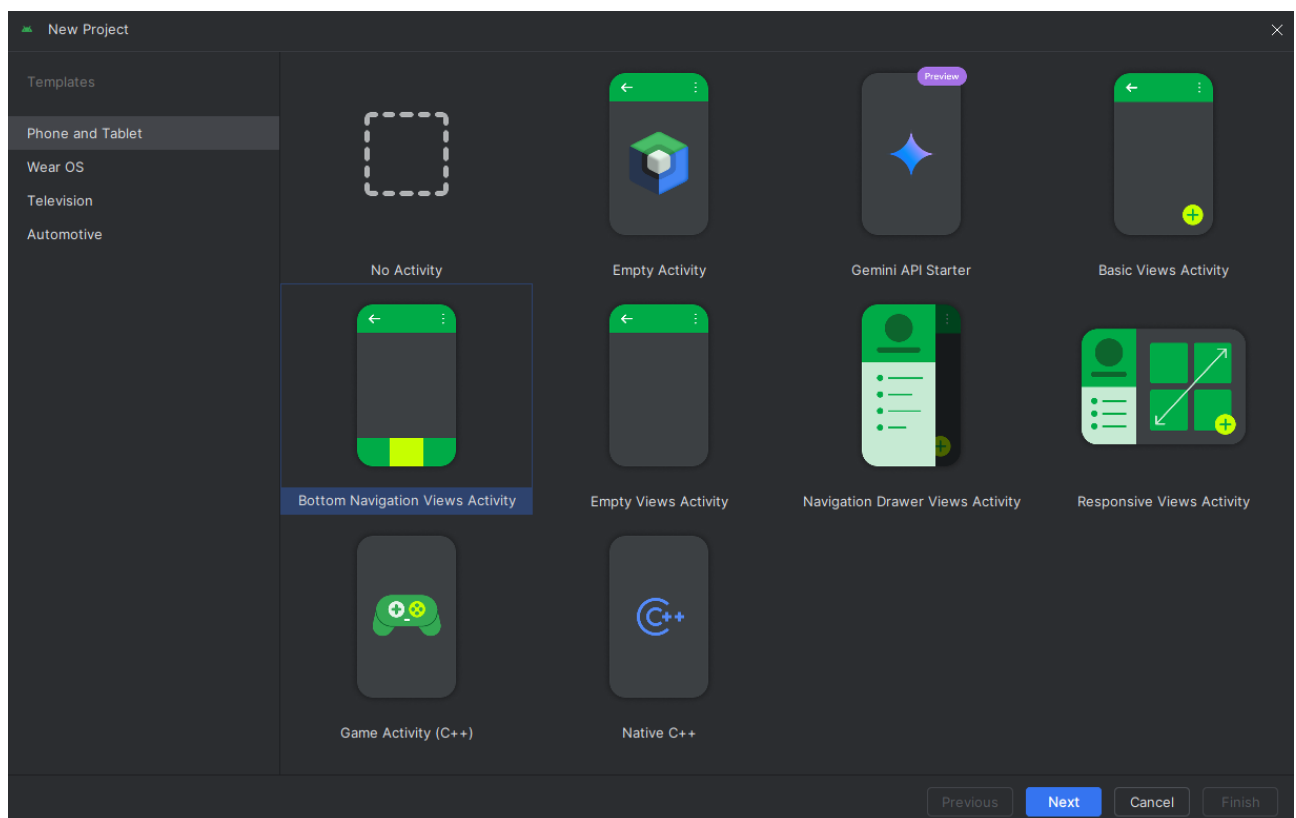 New Project
Templates
Phone and Tablet
Wear OS
Television
Automotive
Preview
No Activity
Empty Activity
Gemini API Starter
Basic Views Activity
Bottom Navigation Views Activity
Empty Views Activity
Navigation Drawer Views Activity
Responsive Views Activity
C++
Game Activity (C++)
Native C++
Previous
Next
Cancel
Finish